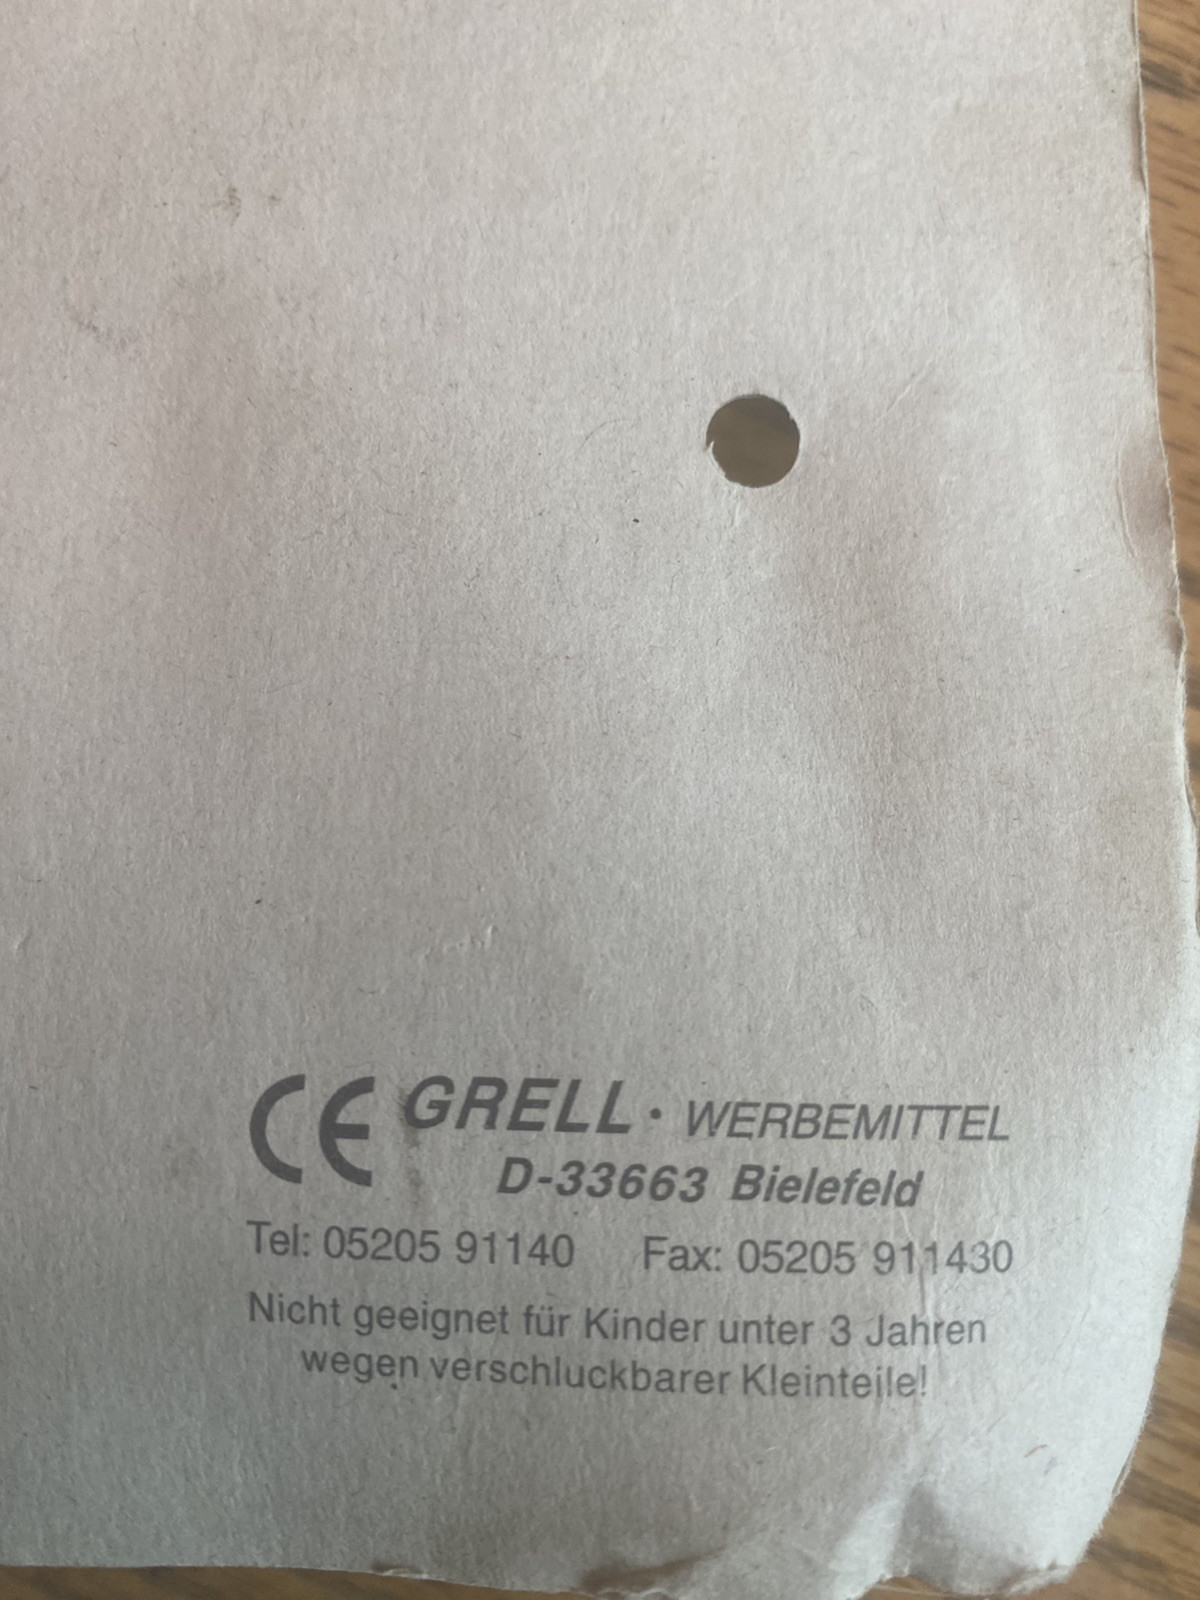 CE GRELL · WERBEMITTEL
D-33663 Bielefeld
Tel: 05205 91140 Fax: 05205 911430
Nicht geeignet für Kinder unter 3 Jahren
wegen verschluckbarer Kleinteile!